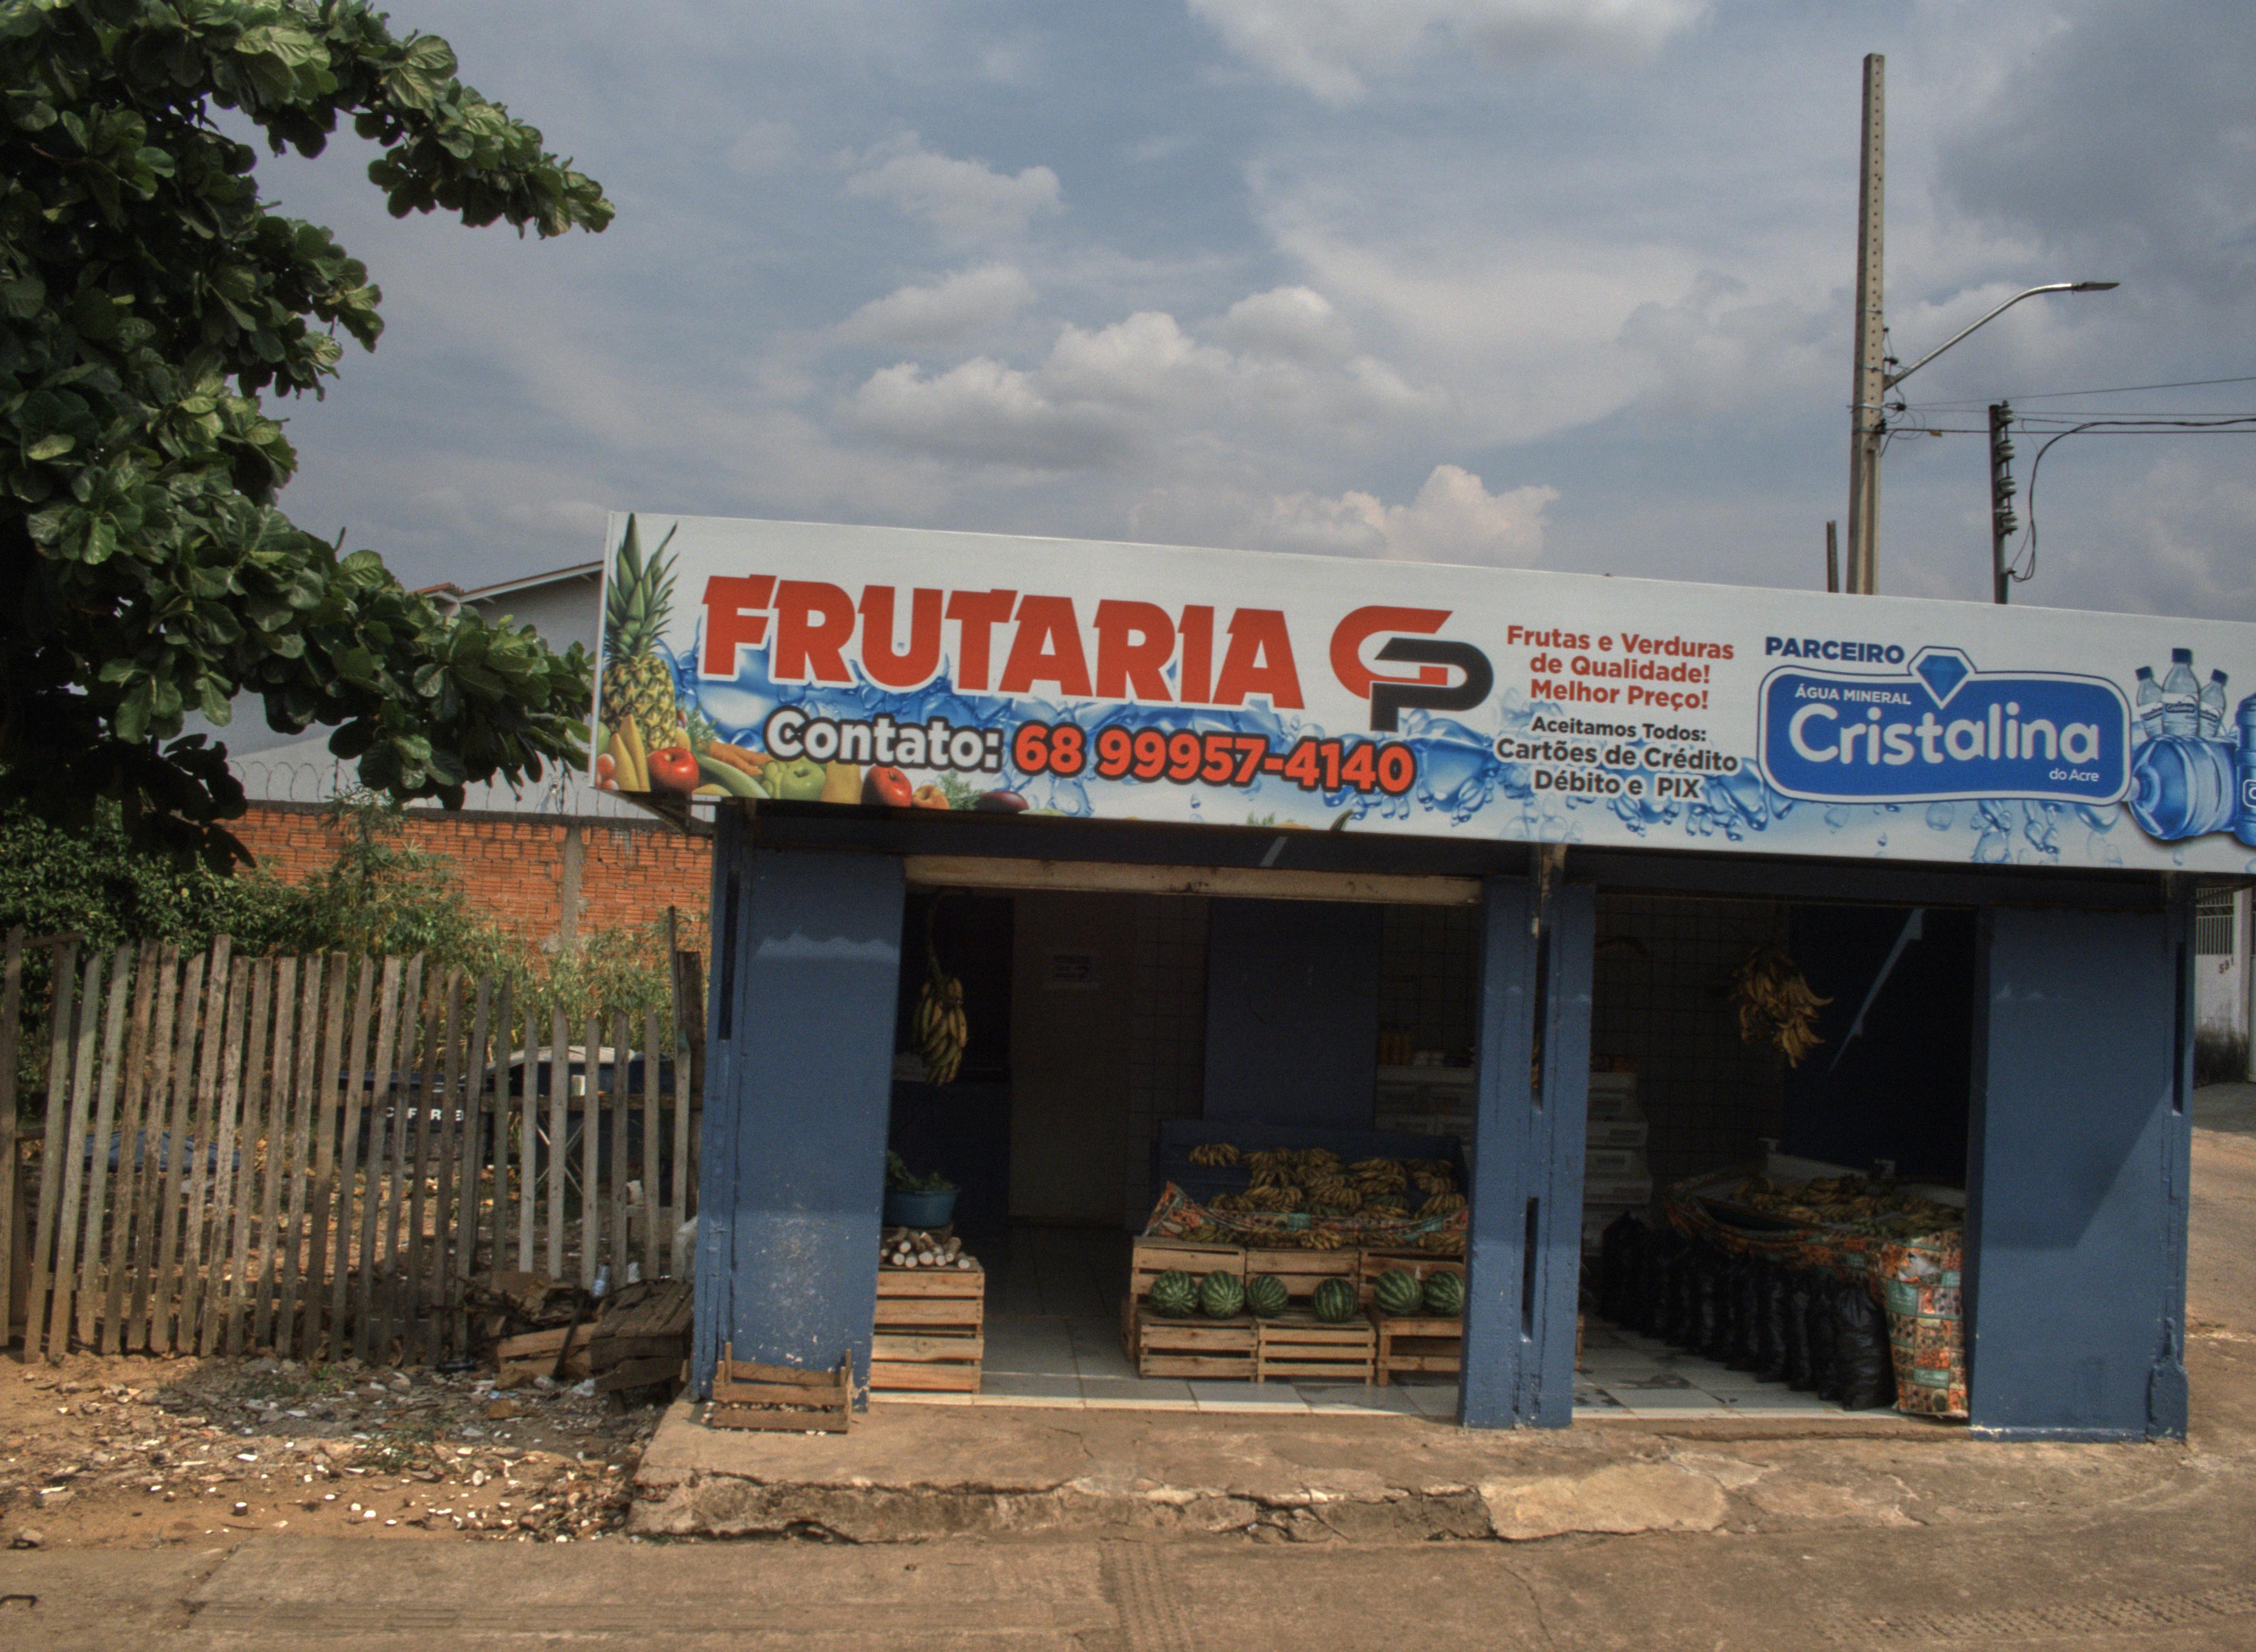 FRUTARIA GP
Contato: 68 99957-4140
Frutas e Verduras
de Qualidade!
Melhor Preço!
Aceitamos Todos:
Cartões de Crédito
Débito e PIX
PARCEIRO
ÁGUA MINERAL
Cristalina
do Acre